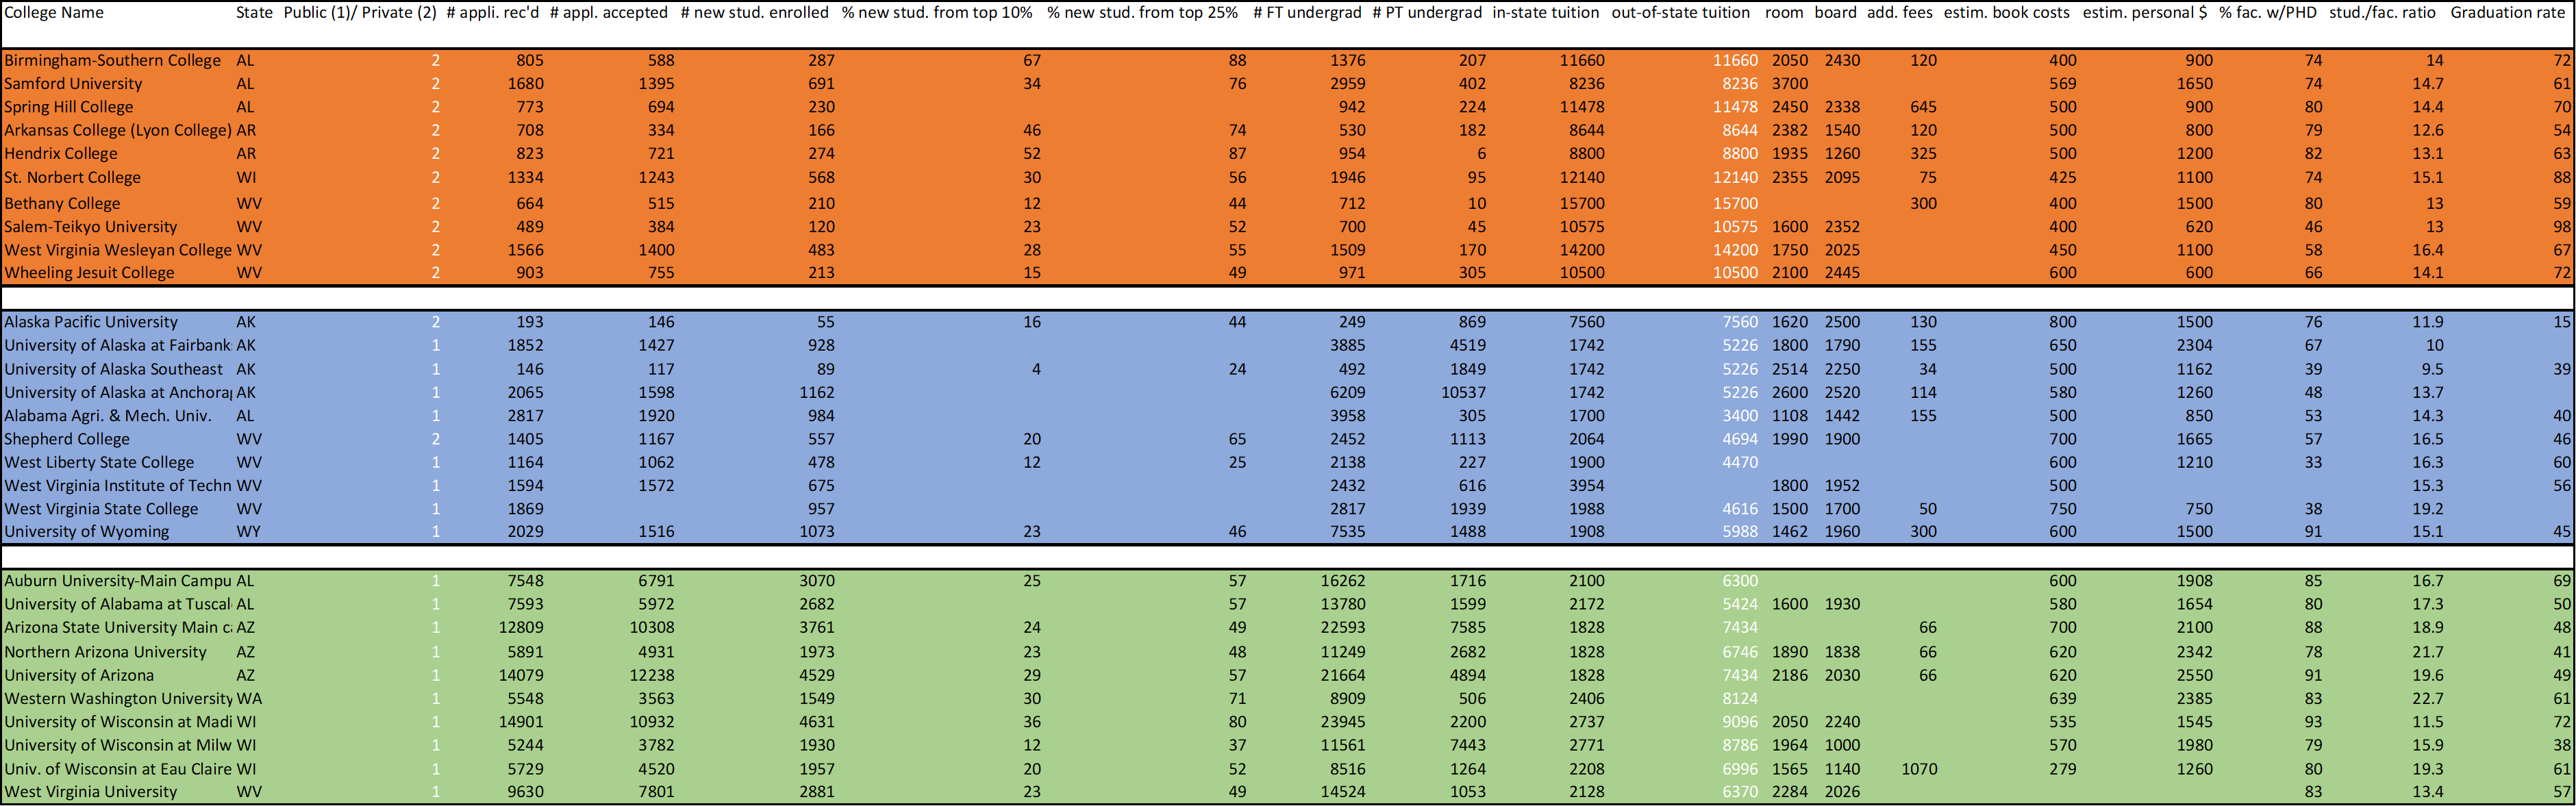 College Name State Public (1)/ Private (2) # appli. rec'd # appl. accepted # new stud. enrolled % new stud. from top 10% % new stud. from top 25% # FT undergrad # PT undergrad in-state tuition out-of-state tuition room board add. fees estim. book costs estim. personal $ % fac. w/PHD stud./fac. ratio Graduation rate
Birmingham-Southern College AL 2 805 588 287 67 88 1376 207 11660 11660 2050 2430 120 400 900 74 14 72
Samford University AL 2 1680 1395 691 34 76 2959 402 8236 8236 3700 569 1650 74 14.7 61
Spring Hill College AL 2 773 694 230 942 224 11478 11478 2450 2338 645 500 900 80 14.4 70
Arkansas College (Lyon College) AR 2 708 334 166 46 74 530 182 8644 8644 2382 1540 120 500 800 79 12.6 54
Hendrix College AR 2 823 721 274 52 87 954 6 8800 8800 1935 1260 325 500 1200 82 13.1 63
St. Norbert College WI 2 1334 1243 568 30 56 1946 95 12140 12140 2355 2095 75 425 1100 74 15.1 88
Bethany College WV 2 664 515 210 12 44 712 10 15700 15700 300 400 1500 80 13 59
Salem-Teikyo University WV 2 489 384 120 23 52 700 45 10575 10575 1600 2352 400 620 46 13 98
West Virginia Wesleyan College WV 2 1566 1400 483 28 55 1509 170 14200 14200 1750 2025 450 1100 58 16.4 67
Wheeling Jesuit College WV 2 903 755 213 15 49 971 305 10500 10500 2100 2445 600 600 66 14.1 72
Alaska Pacific University AK 2 193 146 55 16 44 249 869 7560 7560 1620 2500 130 800 1500 76 11.9 15
University of Alaska at Fairbank AK 1 1852 1427 928 3885 4519 1742 5226 1800 1790 155 650 2304 67 10
University of Alaska Southeast AK 1 146 117 89 4 24 492 1849 1742 5226 2514 2250 34 500 1162 39 9.5 39
University of Alaska at Anchora AK 1 2065 1598 1162 6209 10537 1742 5226 2600 2520 114 580 1260 48 13.7
Alabama Agri. & Mech. Univ. AL 1 2817 1920 984 3958 305 1700 3400 1108 1442 155 500 850 53 14.3 40
Shepherd College WV 2 1405 1167 557 20 65 2452 1113 2064 4694 1990 1900 700 1665 57 16.5 46
West Liberty State College WV 1 1164 1062 478 12 25 2138 227 1900 4470 600 1210 33 16.3 60
West Virginia Institute of Techn WV 1 1594 1572 675 2432 616 3954 1800 1952 500 15.3 56
West Virginia State College WV 1 1869 957 2817 1939 1988 4616 1500 1700 50 750 750 38 19.2
University of Wyoming WY 1 2029 1516 1073 23 46 7535 1488 1908 5988 1462 1960 300 600 1500 91 15.1 45
Auburn University-Main Campu AL 1 7548 6791 3070 25 57 16262 1716 2100 6300 600 1908 85 16.7 69
University of Alabama at Tuscal AL 1 7593 5972 2682 57 13780 1599 2172 5424 1600 1930 580 1654 80 17.3 50
Arizona State University Main c AZ 1 12809 10308 3761 24 49 22593 7585 1828 7434 66 700 2100 88 18.9 48
Northern Arizona University AZ 1 5891 4931 1973 23 48 11249 2682 1828 6746 1890 1838 66 620 2342 78 21.7 41
University of Arizona AZ 1 14079 12238 4529 29 57 21664 4894 1828 7434 2186 2030 66 620 2550 91 19.6 49
Western Washington University WA 1 5548 3563 1549 30 71 8909 506 2406 8124 639 2385 83 22.7 61
University of Wisconsin at Madi WI 1 14901 10932 4631 36 80 23945 2200 2737 9096 2050 2240 535 1545 93 11.5 72
University of Wisconsin at Milw WI 1 5244 3782 1930 12 37 11561 7443 2771 8786 1964 1000 570 1980 79 15.9 38
Univ. of Wisconsin at Eau Claire WI 1 5729 4520 1957 20 52 8516 1264 2208 6996 1565 1140 1070 279 1260 80 19.3 61
West Virginia University WV 1 9630 7801 2881 23 49 14524 1053 2128 6370 2284 2026 83 13.4 57